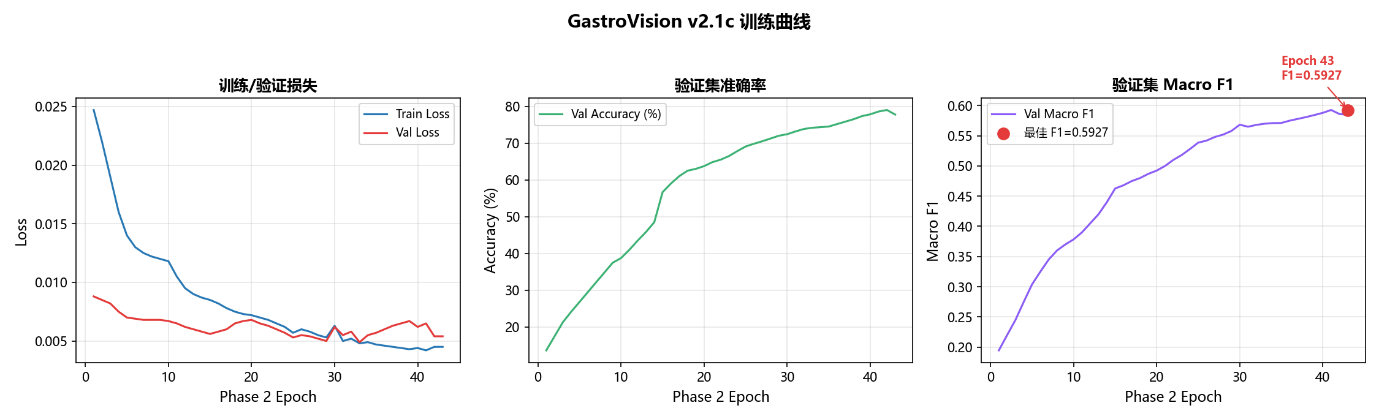 GastroVision v2.1c 训练曲线
训练/验证损失
Train Loss
Val Loss
0.025
0.020
0.015
0.010
0.005
Loss
0 10 20 30 40
Phase 2 Epoch
验证集准确率
Val Accuracy (%)
80
70
60
50
40
30
20
Accuracy (%)
0 10 20 30 40
Phase 2 Epoch
Epoch 43
F1=0.5927
验证集 Macro F1
Val Macro F1
最佳 F1=0.5927
0.60
0.55
0.50
0.45
0.40
0.35
0.30
0.25
0.20
Macro F1
0 10 20 30 40
Phase 2 Epoch